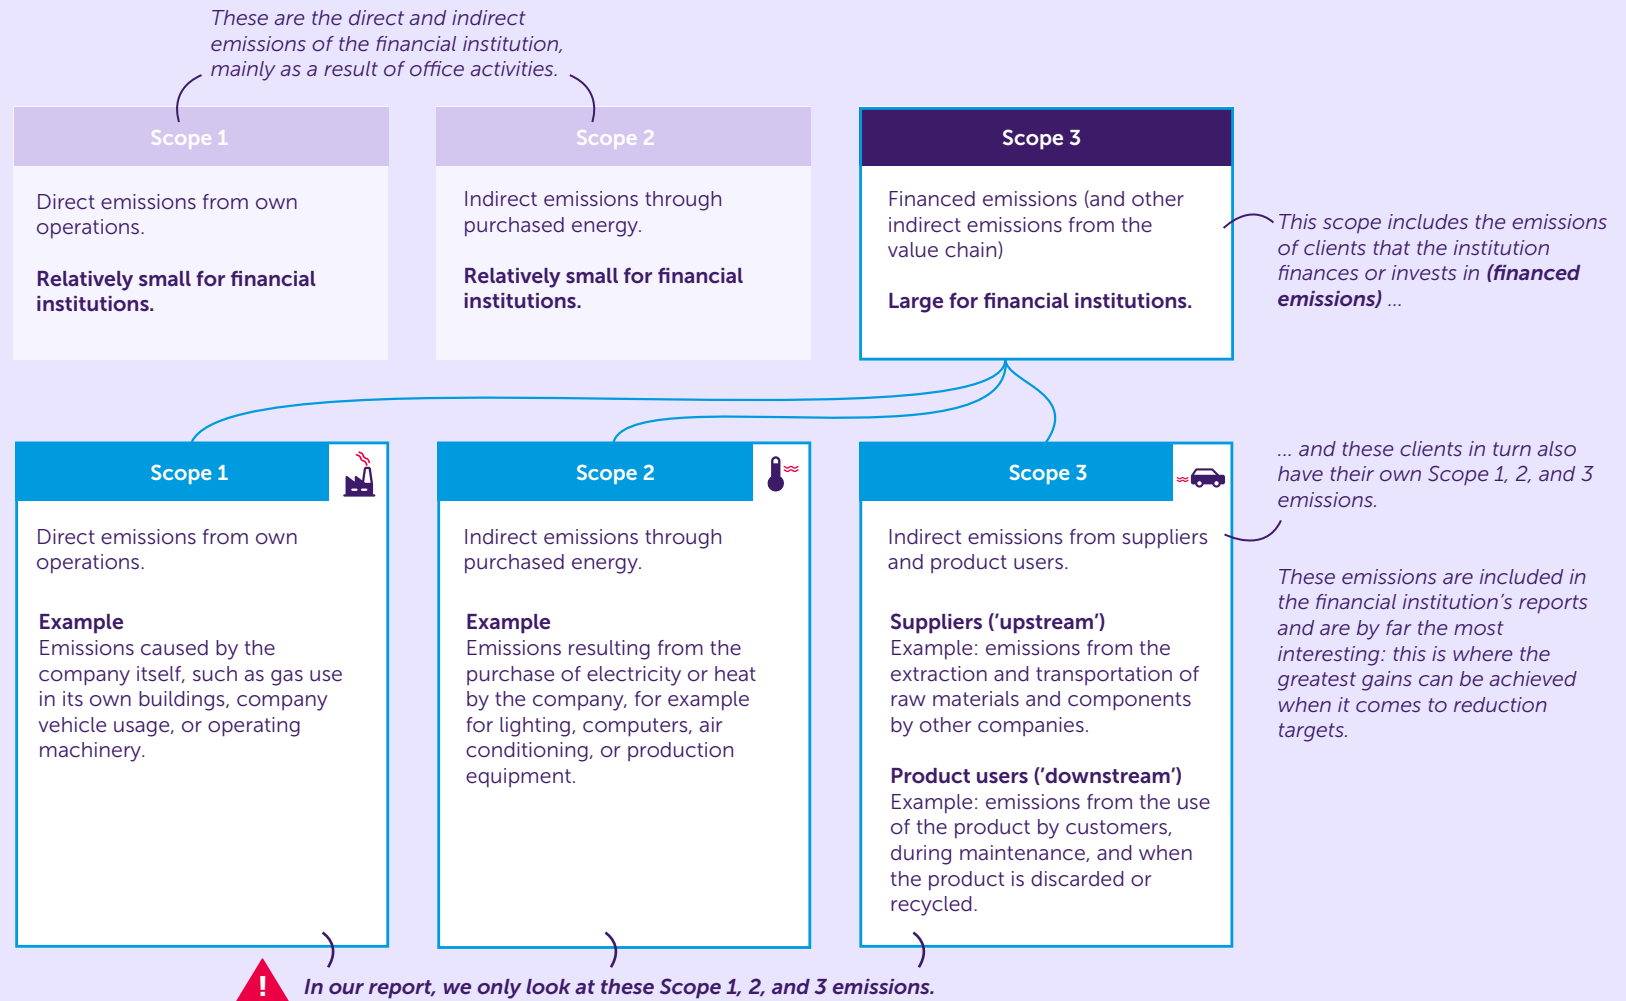 These are the direct and indirect
emissions of the financial institution,
mainly as a result of office activities.
Scope 1
Direct emissions from own
operations.
Relatively small for financial
institutions.
Scope 2
Indirect emissions through
purchased energy.
Relatively small for financial
institutions.
Scope 3
Financed emissions (and other
indirect emissions from the
value chain)
Large for financial institutions.
This scope includes the emissions
of clients that the institution
finances or invests in (financed
emissions) ...
Scope 1
Direct emissions from own
operations.
Example
Emissions caused by the
company itself, such as gas use
in its own buildings, company
vehicle usage, or operating
machinery.
Scope 2
Indirect emissions through
purchased energy.
Example
Emissions resulting from the
purchase of electricity or heat
by the company, for example
for lighting, computers, air
conditioning, or production
equipment.
Scope 3
Indirect emissions from suppliers
and product users.
Suppliers ('upstream')
Example: emissions from the
extraction and transportation of
raw materials and components
by other companies.
Product users ('downstream')
Example: emissions from the use
of the product by customers,
during maintenance, and when
the product is discarded or
recycled.
... and these clients in turn also
have their own Scope 1, 2, and 3
emissions.
These emissions are included in
the financial institution's reports
and are by far the most
interesting: this is where the
greatest gains can be achieved
when it comes to reduction
targets.
! In our report, we only look at these Scope 1, 2, and 3 emissions.